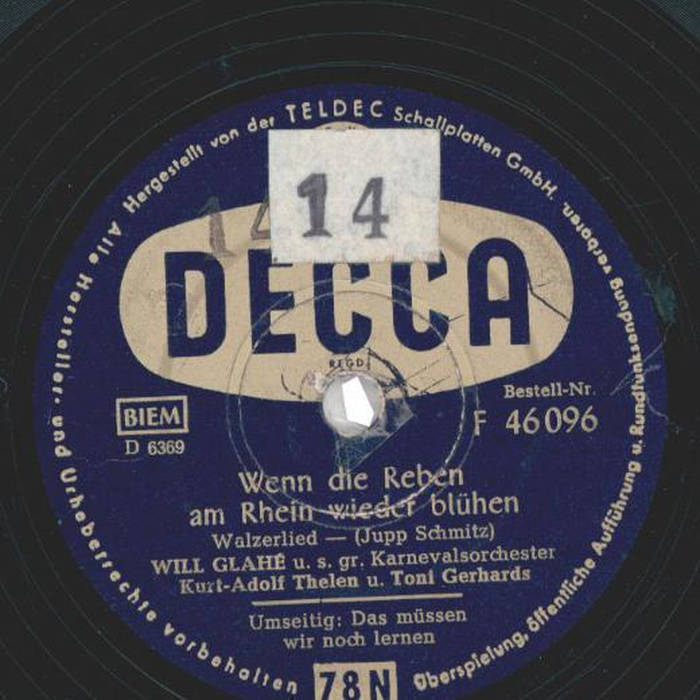 Alle Hersteller- und Urheberrechte vorbehalten
Hergestellt von der TELDEC Schallplatten GmbH.
14
14
DECCA
REGD.
BIEM
D 6369
Bestell-Nr.
F 46096
Wenn die Reben
am Rhein wieder blühen
Walzerlied — (Jupp Schmitz)
WILL GLAHÉ u. s. gr. Karnevalsorchester
Kurt-Adolf Thelen u. Toni Gerhards
Umseitig: Das müssen
wir noch lernen
78 N
Überspielung, öffentliche Aufführung u. Rundfunksendung verboten.